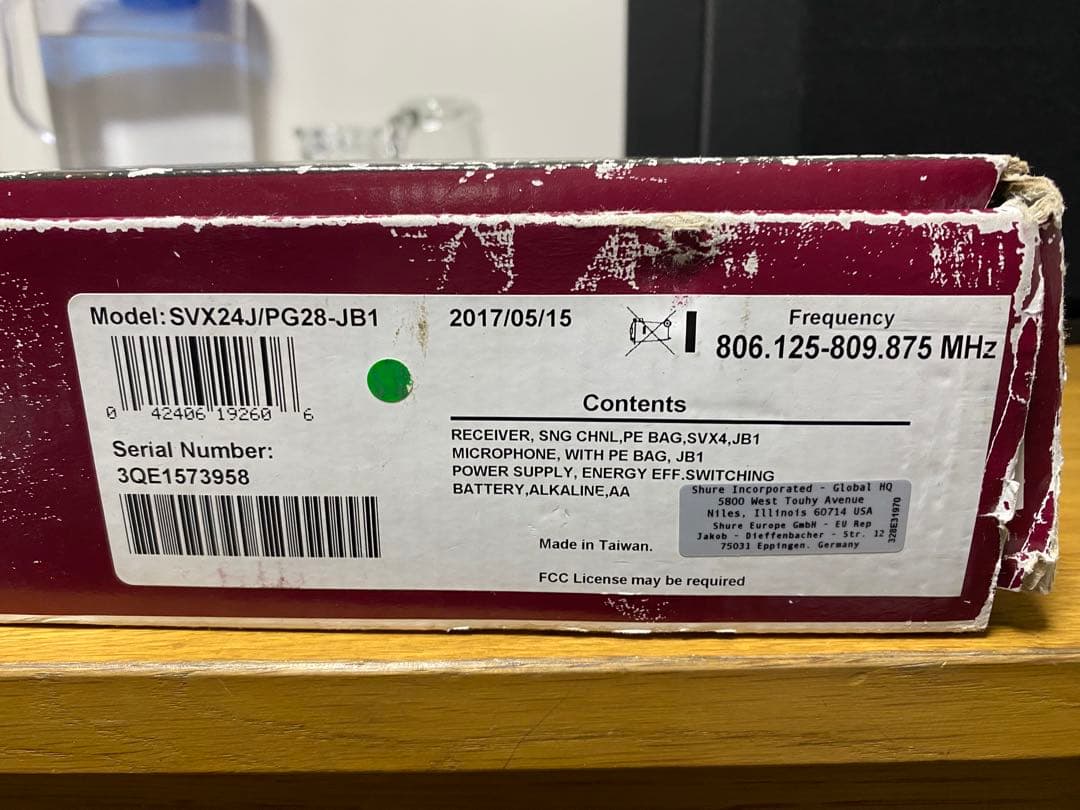 Model: SVX24J/PG28-JB1
0 42406 19260 6
Serial Number:
3QE1573958
2017/05/15
Frequency
806.125-809.875 MHz
Contents
RECEIVER, SNG CHNL,PE BAG,SVX4,JB1
MICROPHONE, WITH PE BAG, JB1
POWER SUPPLY, ENERGY EFF.SWITCHING
BATTERY,ALKALINE,AA
Shure Incorporated - Global HQ
5800 West Touhy Avenue
Niles, Illinois 60714 USA
Shure Europe GmbH - EU Rep
Jakob - Dieffenbacher - Str. 12
75031 Eppingen, Germany
328E31970
Made in Taiwan.
FCC License may be required